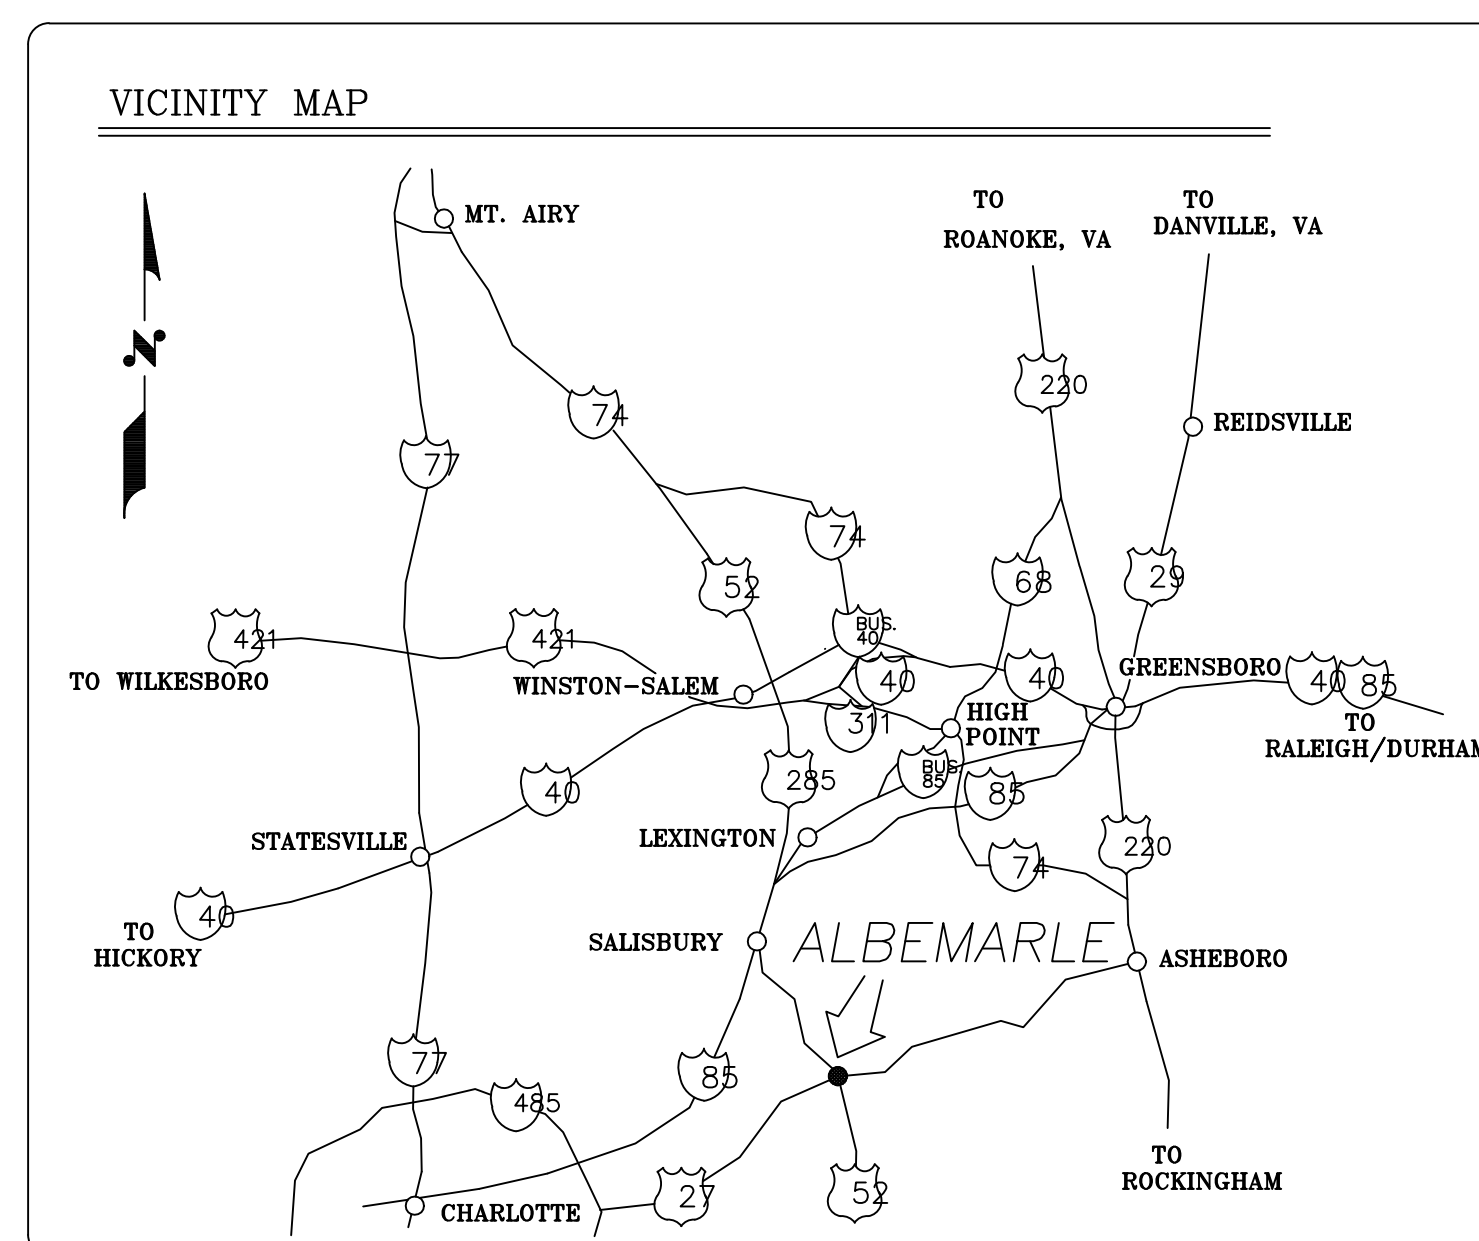 VICINITY MAP
TO
ROANOKE, VA
TO
DANVILLE, VA
MT. AIRY
N
220
74
REIDSVILLE
77
74
68
29
52
BUS.
40
421
421
GREENSBORO
TO WILKESBORO
WINSTON-SALEM
40
40
40
85
311
HIGH
POINT
TO
RALEIGH/DURHAM
BUS.
85
285
40
85
STATESVILLE
LEXINGTON
220
74
40
TO
HICKORY
SALISBURY
ALBEMARLE
ASHEBORO
77
85
485
TO
ROCKINGHAM
27
52
CHARLOTTE